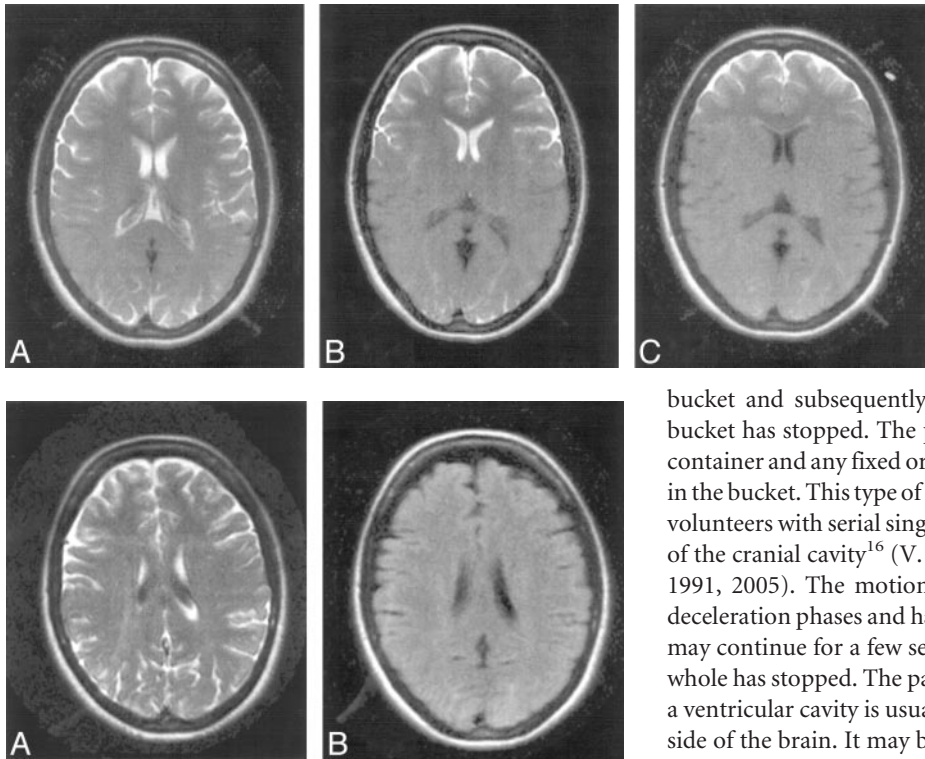 A
B
C
A
B
bucket and subsequently
bucket has stopped. The p
container and any fixed or
in the bucket. This type of
volunteers with serial sing
of the cranial cavity16 (V.
1991, 2005). The motion
deceleration phases and ha
may continue for a few se
whole has stopped. The pa
a ventricular cavity is usua
side of the brain. It may b